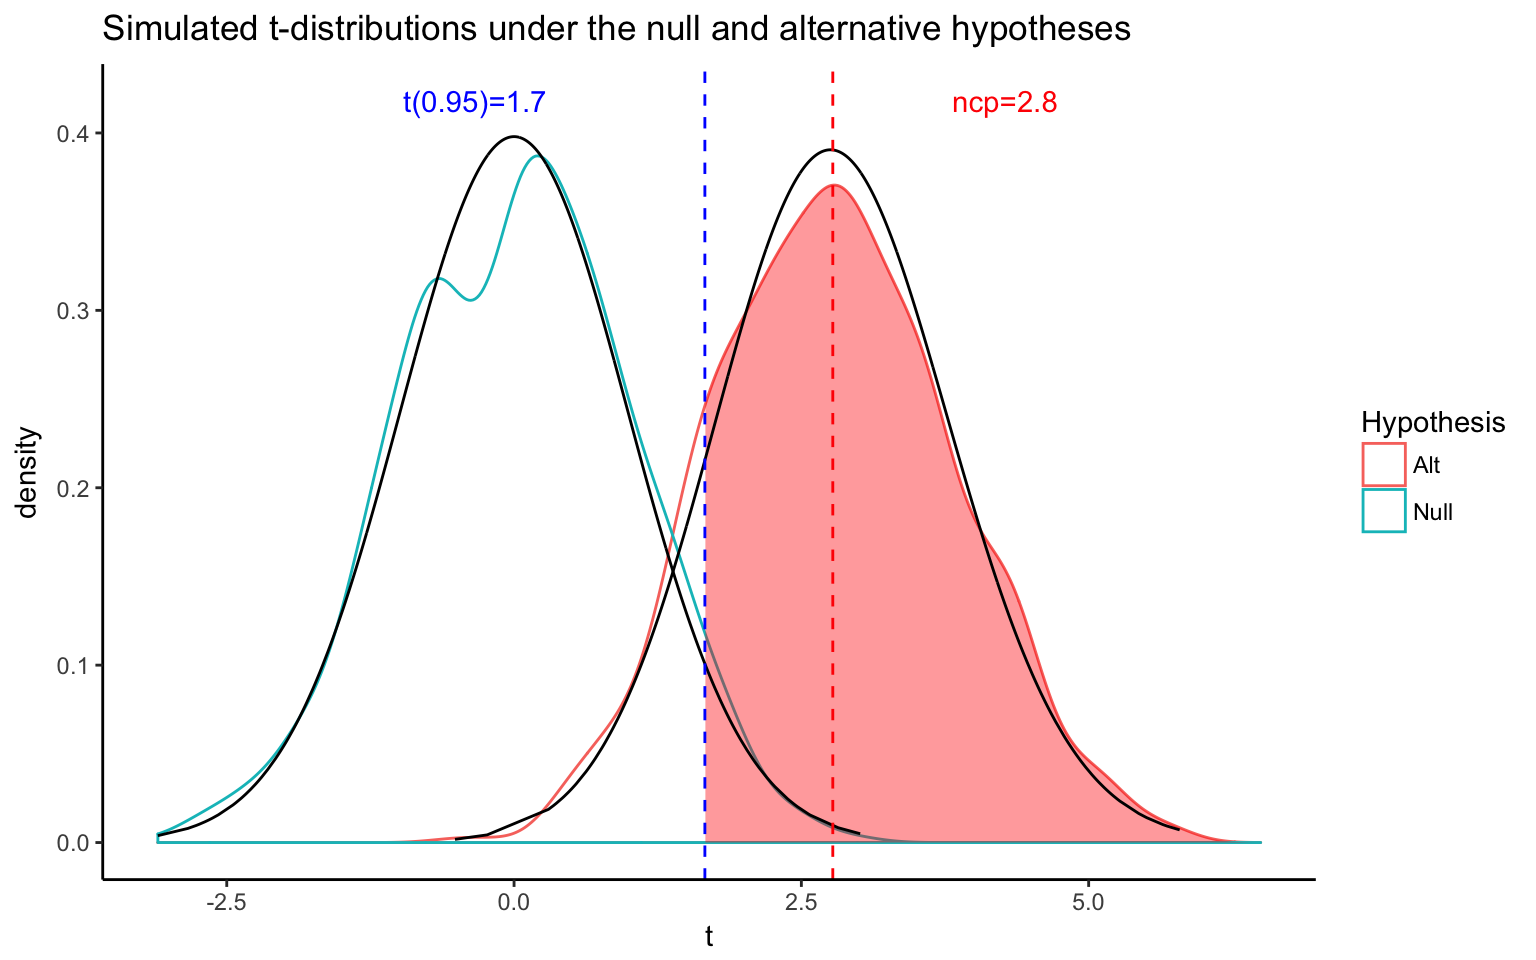 Simulated t-distributions under the null and alternative hypotheses
t(0.95)=1.7
ncp=2.8
0.4
0.3
0.2
0.1
0.0
density
-2.5
0.0
2.5
5.0
t
Hypothesis
Alt
Null